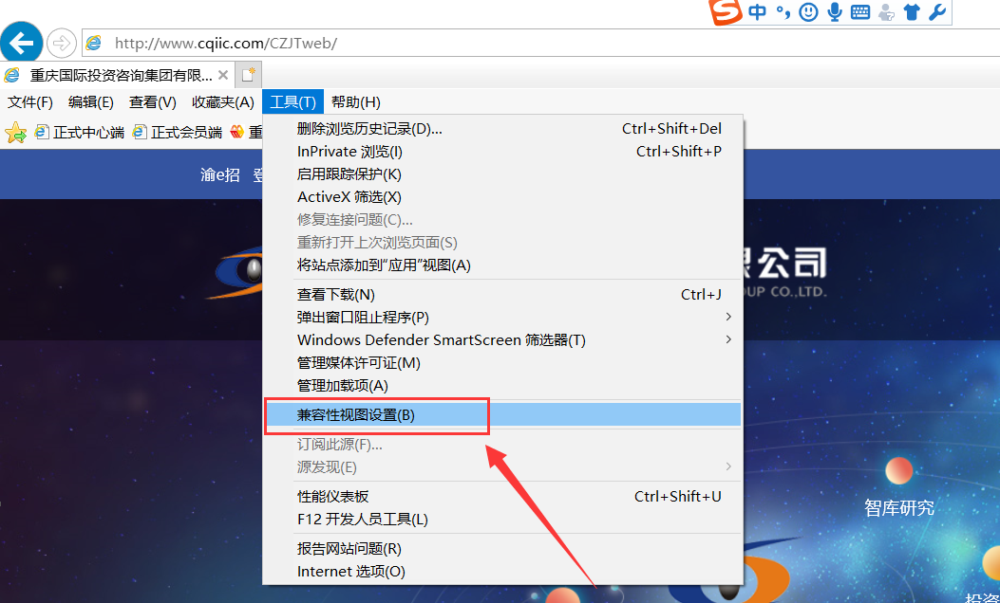 中
http://www.cqiic.com/CZJTweb/
重庆国际投资咨询集团有限...
文件(F) 编辑(E) 查看(V) 收藏夹(A) 工具(T) 帮助(H)
正式中心端 正式会员端 重
渝e招
删除浏览历史记录(D)... Ctrl+Shift+Del
InPrivate 浏览(I) Ctrl+Shift+P
启用跟踪保护(K)
ActiveX 筛选(X)
修复连接问题(C)...
重新打开上次浏览页面(S)
将站点添加到“应用”视图(A)
限公司
UP CO.,LTD.
查看下载(N) Ctrl+J
弹出窗口阻止程序(P)
Windows Defender SmartScreen 筛选器(T)
管理媒体许可证(M)
管理加载项(A)
兼容性视图设置(B)
订阅此源(F)...
源发现(E)
性能仪表板 Ctrl+Shift+U
F12 开发人员工具(L)
智库研究
报告网站问题(R)
Internet 选项(O)